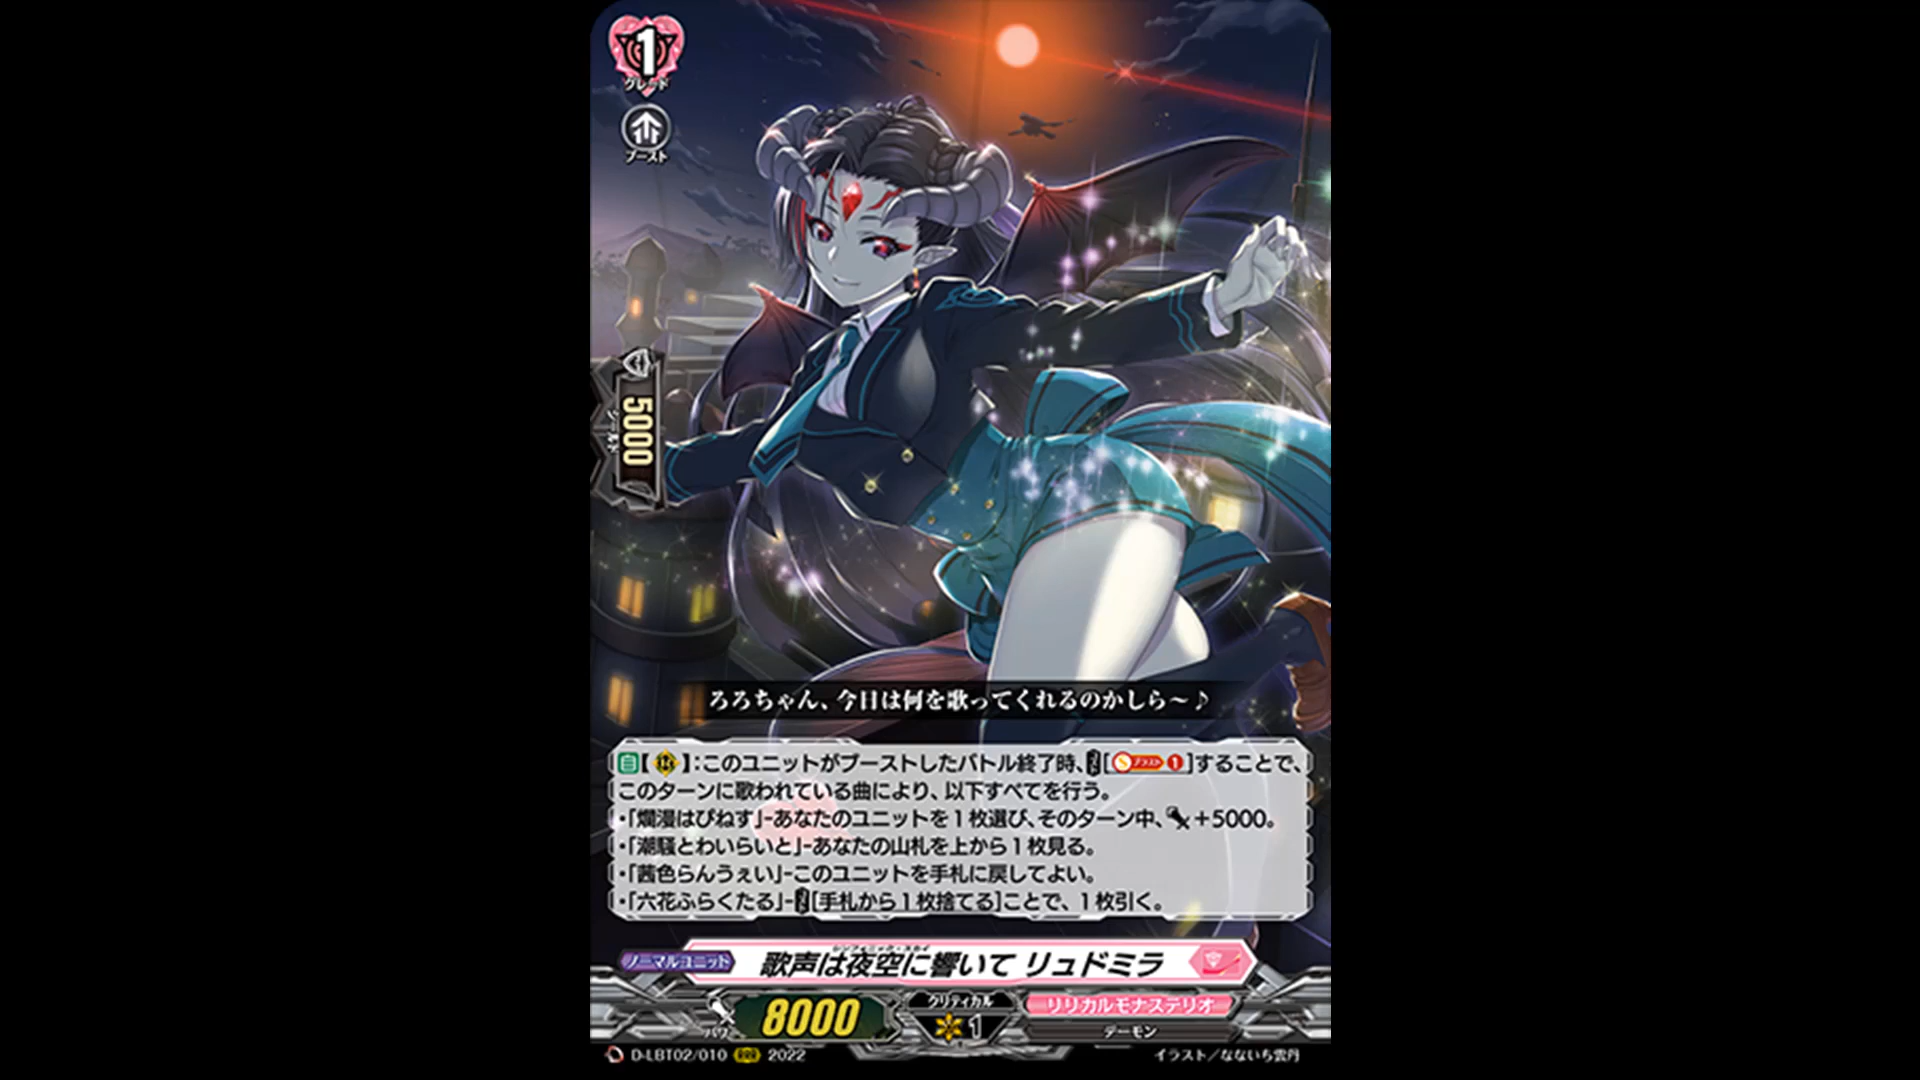 1
グレード
ブースト
5000
シールド
ろろちゃん、今日は何を歌ってくれるのかしら～♪
自【R】:このユニットがブーストしたバトル終了時、コスト[ソウルブラスト1]することで、
このターンに歌われている曲により、以下すべてを行う。
・「爛漫はぴねす」-あなたのユニットを1枚選び、そのターン中、+5000。
・「潮騒とわいらいと」-あなたの山札を上から1枚見る。
・「茜色らんうぇい」-このユニットを手札に戻してよい。
・「六花ふらくたる」-コスト[手札から1枚捨てる]ことで、1枚引く。
ノーマルユニット
歌声は夜空に響いて リュドミラ
パワー
8000
クリティカル
1
リリカルモナステリオ
デーモン
D-LBT02/010 RRR 2022
イラスト／なないち雲丹